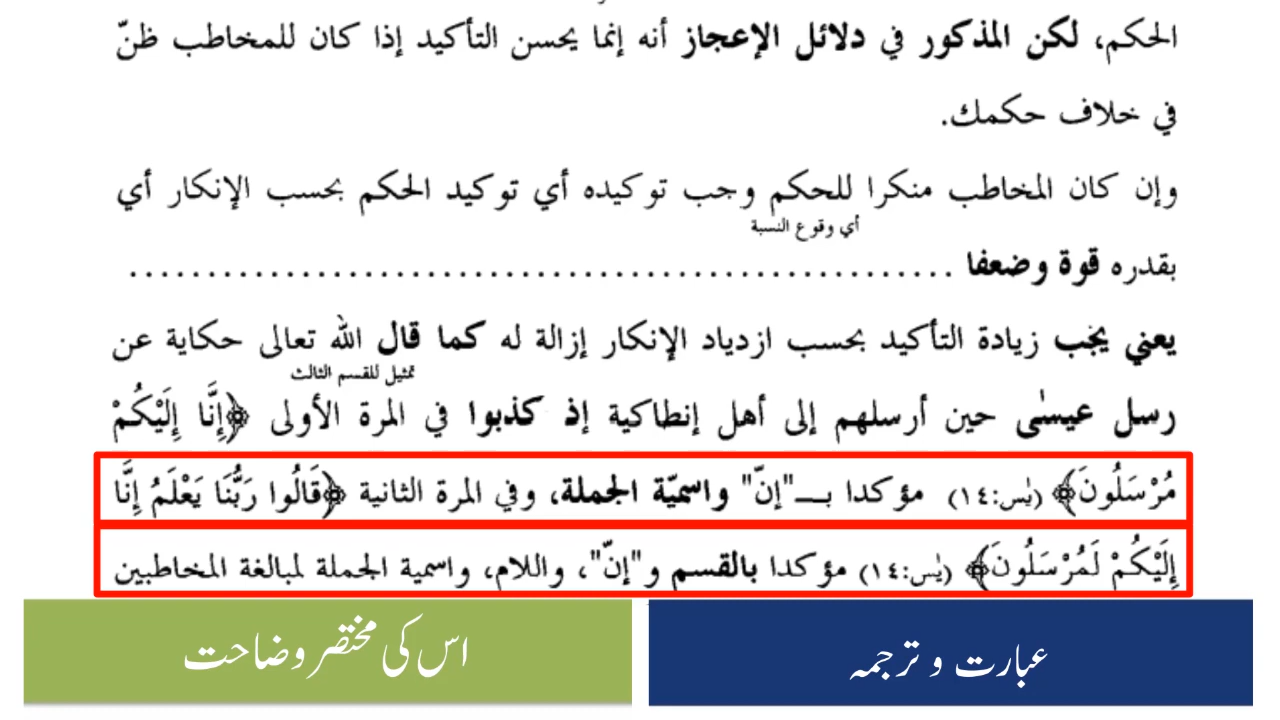 الحكم، لكن المذكور في دلائل الإعجاز أنه إنما يحسن التأكيد إذا كان للمخاطب ظنّ
في خلاف حكمك.
وإن كان المخاطب منكرا للحكم وجب توكيده أي توكيد الحكم بحسب الإنكار أي
أي وقوع النسبة
بقدره قوة وضعفا ......................................................
يعني يجب زيادة التأكيد بحسب ازدياد الإنكار إزالة له كما قال الله تعالى حكاية عن
تمثيل للقسم الثالث
رسل عيسٰى حين أرسلهم إلى أهل إنطاكية إذ كذبوا في المرة الأولى ﴿إِنَّا إِلَيْكُمْ
مُرْسَلُونَ﴾ (يٰس:١٤) مؤكدا بـ"إنّ" واسميّة الجملة، وفي المرة الثانية ﴿قَالُوا رَبُّنَا يَعْلَمُ إِنَّا
إِلَيْكُمْ لَمُرْسَلُونَ﴾ (يٰس:١٤) مؤكدا بالقسم و"إنّ"، واللام، واسمية الجملة لمبالغة المخاطبين
عبارت و ترجمہ
اس کی مختصر وضاحت